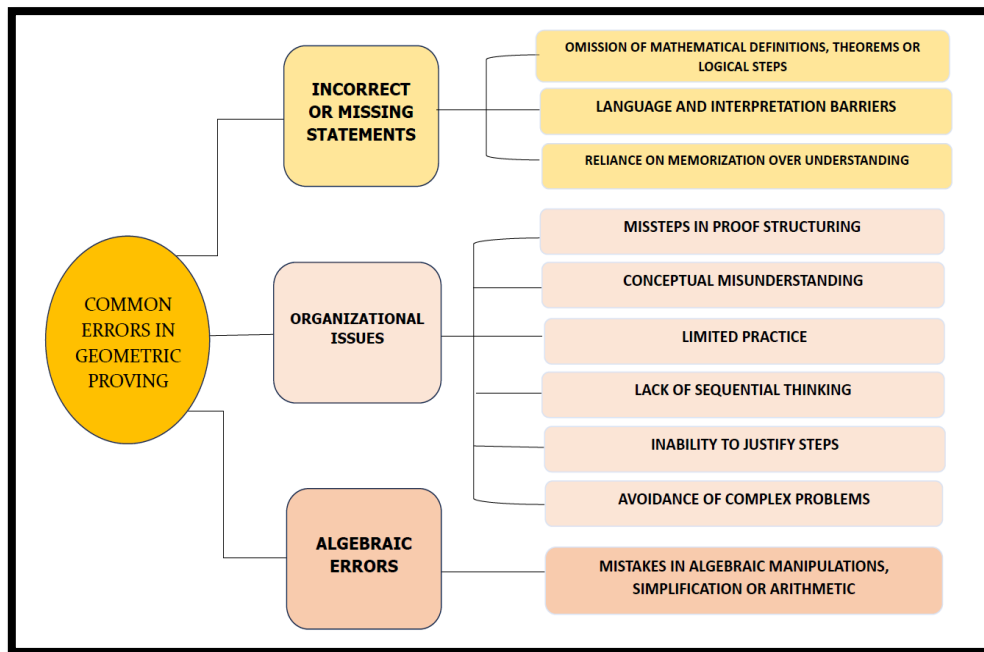 COMMON
ERRORS IN
GEOMETRIC
PROVING
INCORRECT
OR MISSING
STATEMENTS
OMISSION OF MATHEMATICAL DEFINITIONS, THEOREMS OR
LOGICAL STEPS
LANGUAGE AND INTERPRETATION BARRIERS
RELIANCE ON MEMORIZATION OVER UNDERSTANDING
ORGANIZATIONAL
ISSUES
MISSTEPS IN PROOF STRUCTURING
CONCEPTUAL MISUNDERSTANDING
LIMITED PRACTICE
LACK OF SEQUENTIAL THINKING
INABILITY TO JUSTIFY STEPS
AVOIDANCE OF COMPLEX PROBLEMS
ALGEBRAIC
ERRORS
MISTAKES IN ALGEBRAIC MANIPULATIONS,
SIMPLIFICATION OR ARITHMETIC